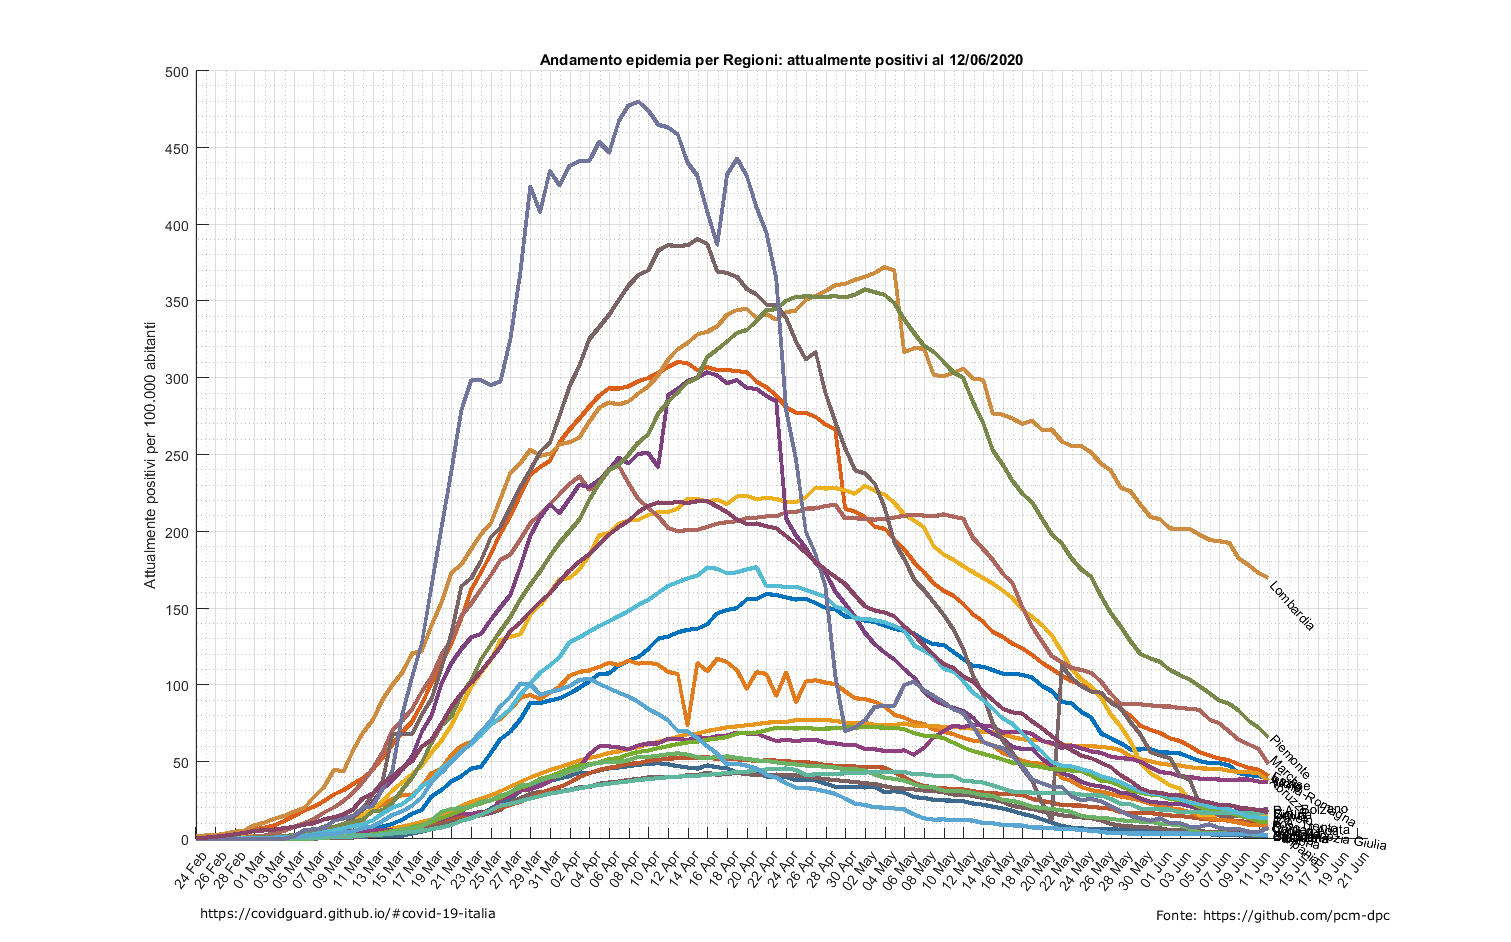 Andamento epidemia per Regioni: attualmente positivi al 12/06/2020
500
450
400
350
300
250
200
150
100
50
0
Attualmente positivi per 100.000 abitanti
24 Feb
26 Feb
28 Feb
01 Mar
03 Mar
05 Mar
07 Mar
09 Mar
11 Mar
13 Mar
15 Mar
17 Mar
19 Mar
21 Mar
23 Mar
25 Mar
27 Mar
29 Mar
31 Mar
02 Apr
04 Apr
06 Apr
08 Apr
10 Apr
12 Apr
14 Apr
16 Apr
18 Apr
20 Apr
22 Apr
24 Apr
26 Apr
28 Apr
30 Apr
02 May
04 May
06 May
08 May
10 May
12 May
14 May
16 May
18 May
20 May
22 May
24 May
26 May
28 May
30 May
01 Jun
03 Jun
05 Jun
07 Jun
09 Jun
11 Jun
13 Jun
15 Jun
17 Jun
19 Jun
21 Jun
Lombardia
Piemonte
Marche
https://covidguard.github.io/#covid-19-italia
Fonte: https://github.com/pcm-dpc